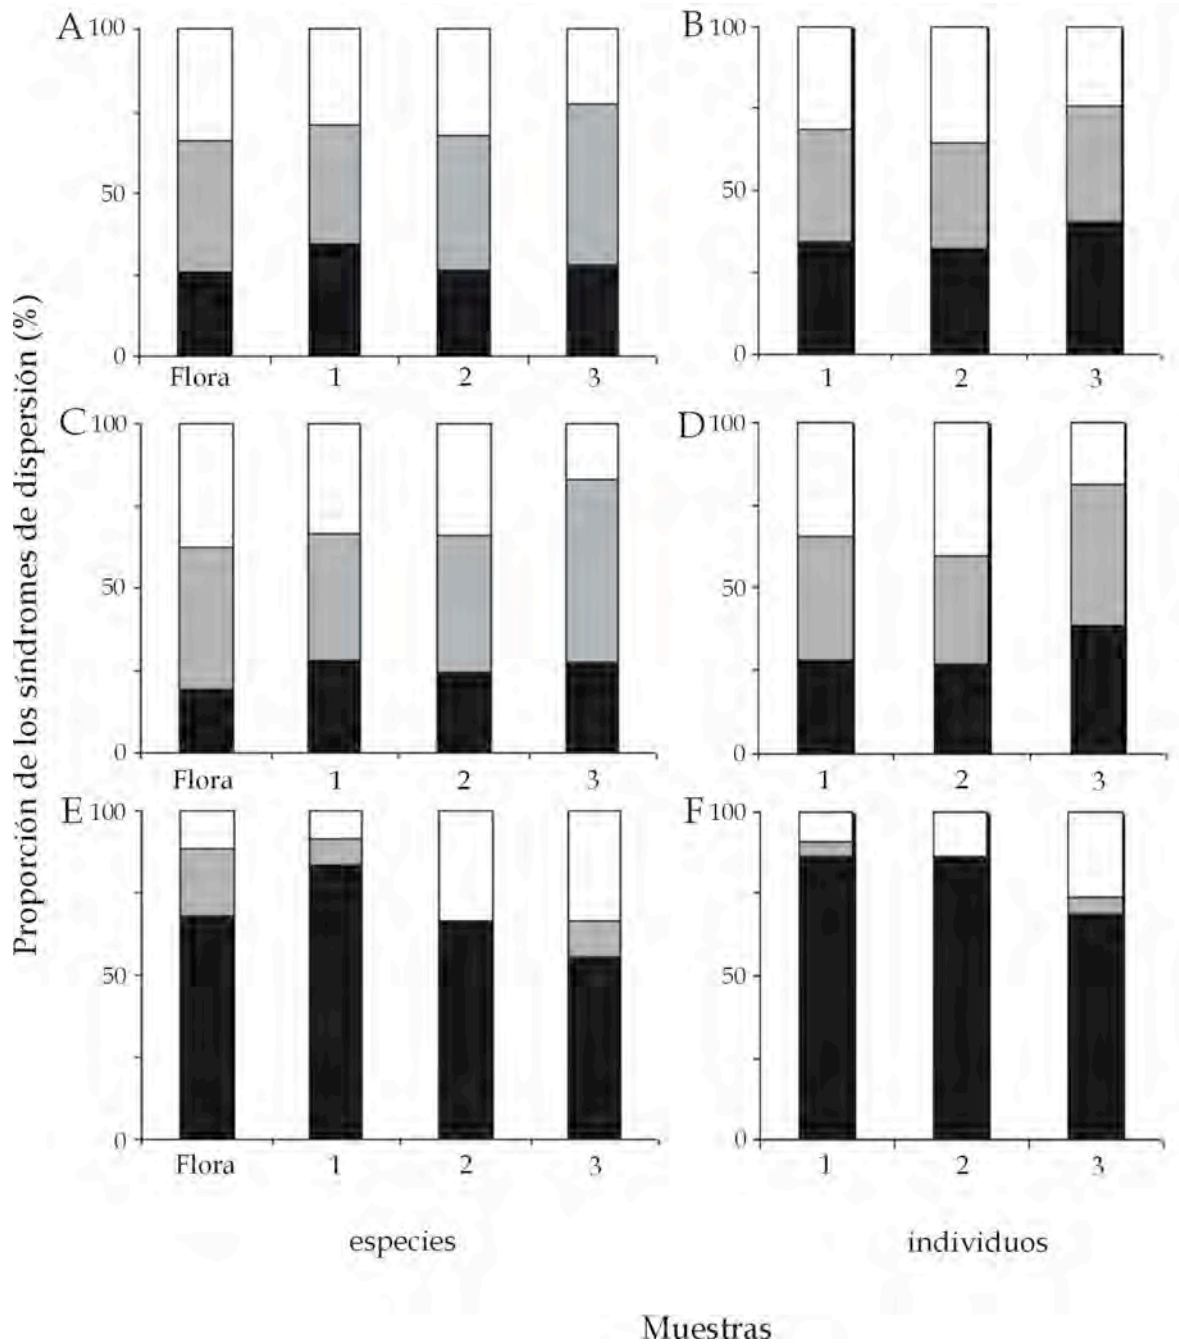 Proporción de los síndromes de dispersión (%)
A 100
50
0
Flora 1 2 3
B 100
50
0
1 2 3
C 100
50
0
Flora 1 2 3
D 100
50
0
1 2 3
E 100
50
0
Flora 1 2 3
F 100
50
0
1 2 3
especies
individuos
Muestras